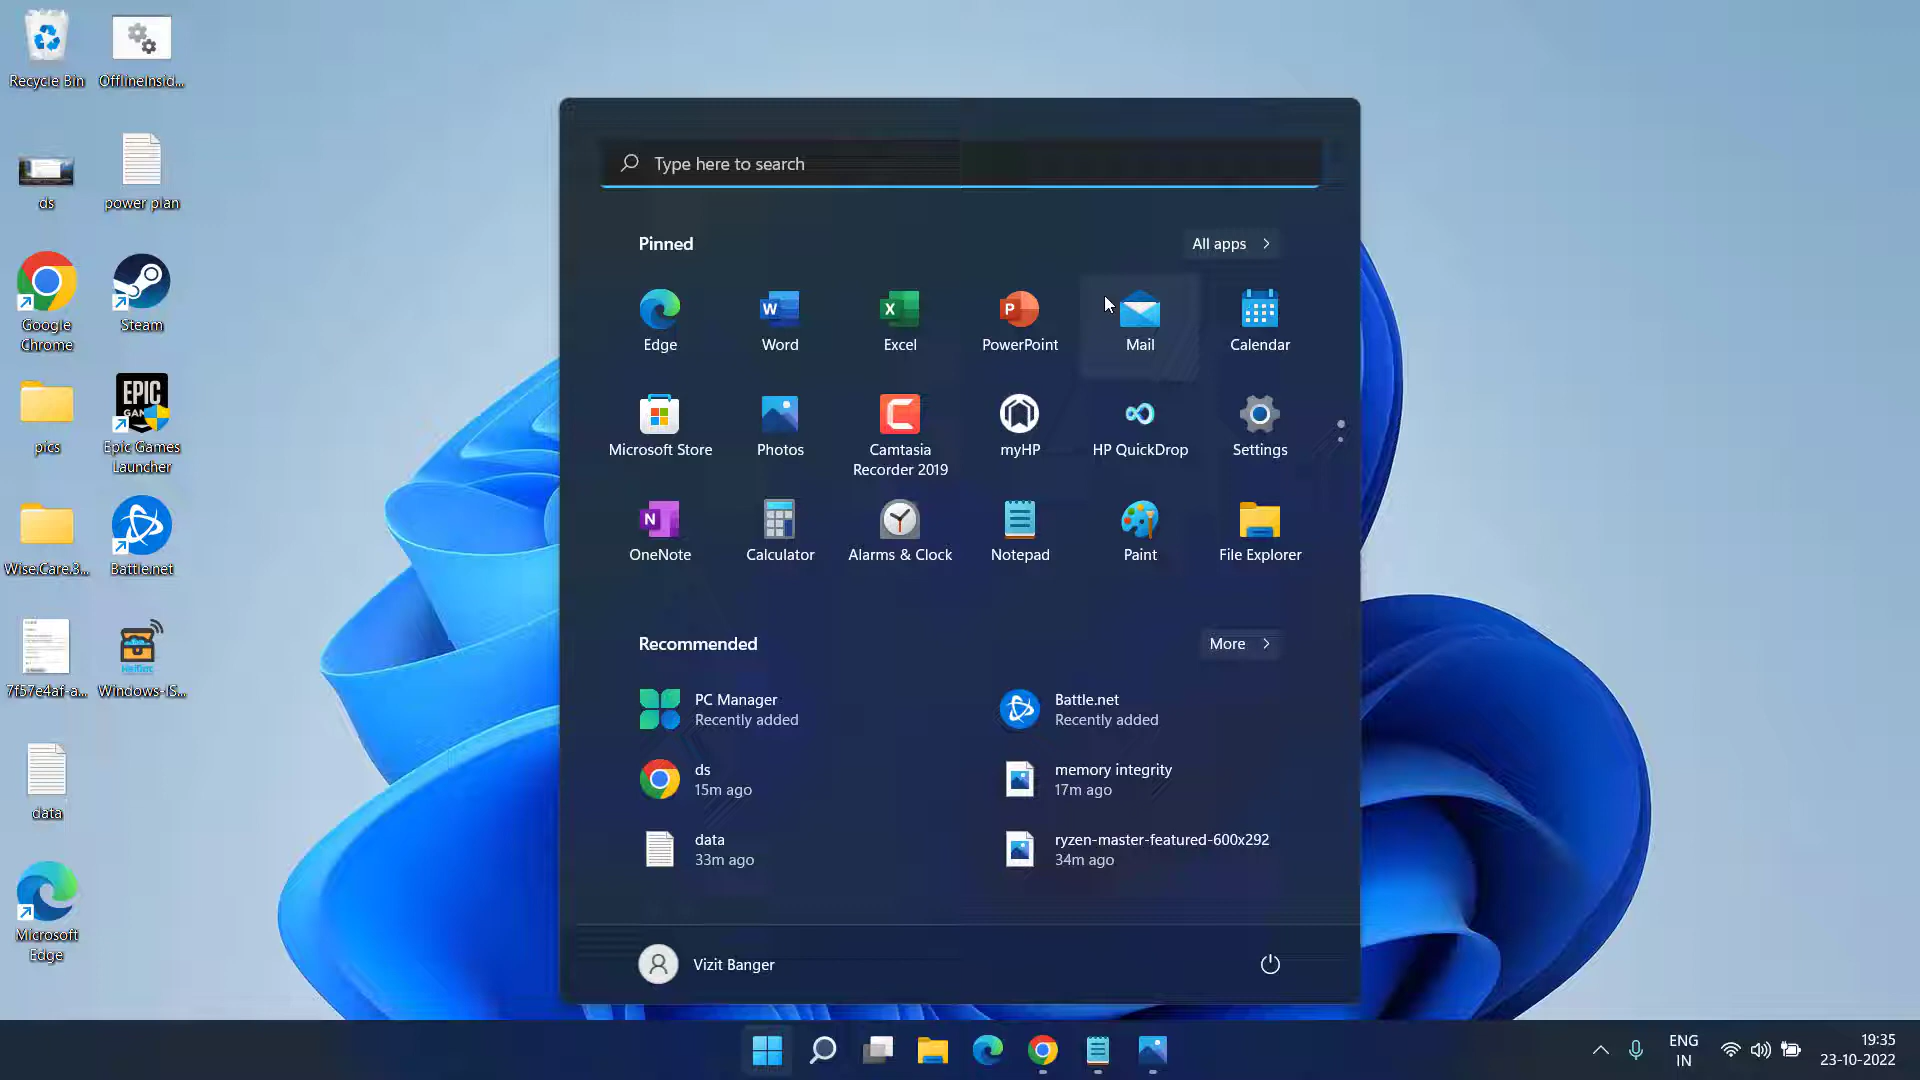 Recycle Bin
OfflineInsid...
ds
power plan
Google
Chrome
Steam
pics
EPIC
Epic Games
Launcher
Wise.Care.3...
Battle.net
7f57e4af-a...
Windows-IS...
data
Microsoft
Edge
Type here to search
Pinned
All apps
Edge
Word
Excel
PowerPoint
Mail
Calendar
Microsoft Store
Photos
Camtasia
Recorder 2019
myHP
HP QuickDrop
Settings
OneNote
Calculator
Alarms & Clock
Notepad
Paint
File Explorer
Recommended
More
PC Manager
Recently added
Battle.net
Recently added
ds
15m ago
memory integrity
17m ago
data
33m ago
ryzen-master-featured-600x292
34m ago
Vizit Banger
ENG
IN
19:35
23-10-2022